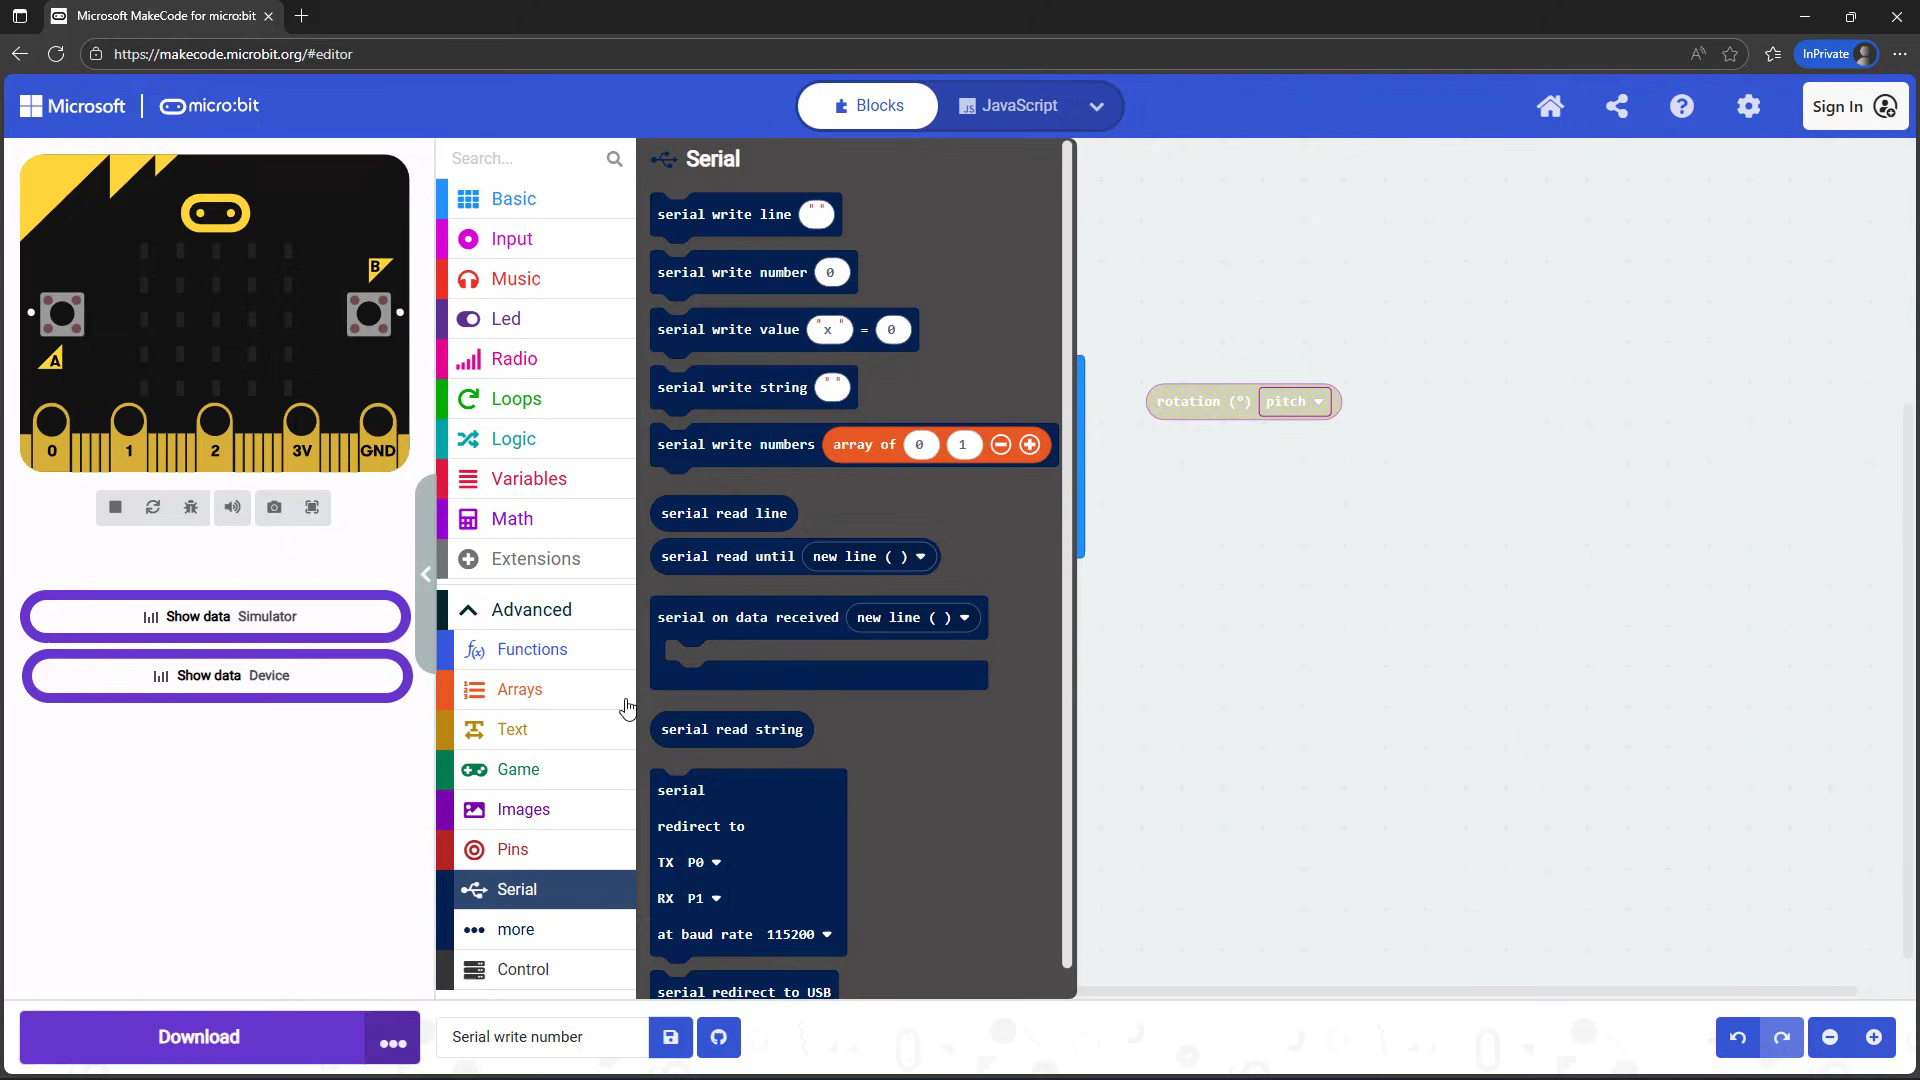 Microsoft MakeCode for micro:bit
https://makecode.microbit.org/#editor
InPrivate
Microsoft
micro:bit
Blocks
JavaScript
Sign In
B
A
0 1 2 3V GND
Show data Simulator
Show data Device
Search...
Basic
Input
Music
Led
Radio
Loops
Logic
Variables
Math
Extensions
Advanced
Functions
Arrays
Text
Game
Images
Pins
Serial
more
Control
Serial
serial write line " "
serial write number 0
serial write value "x" = 0
serial write string " "
serial write numbers array of 0 1
serial read line
serial read until new line ( )
serial on data received new line ( )
serial read string
serial
redirect to
TX P0
RX P1
at baud rate 115200
serial redirect to USB
rotation (°) pitch
Download
Serial write number